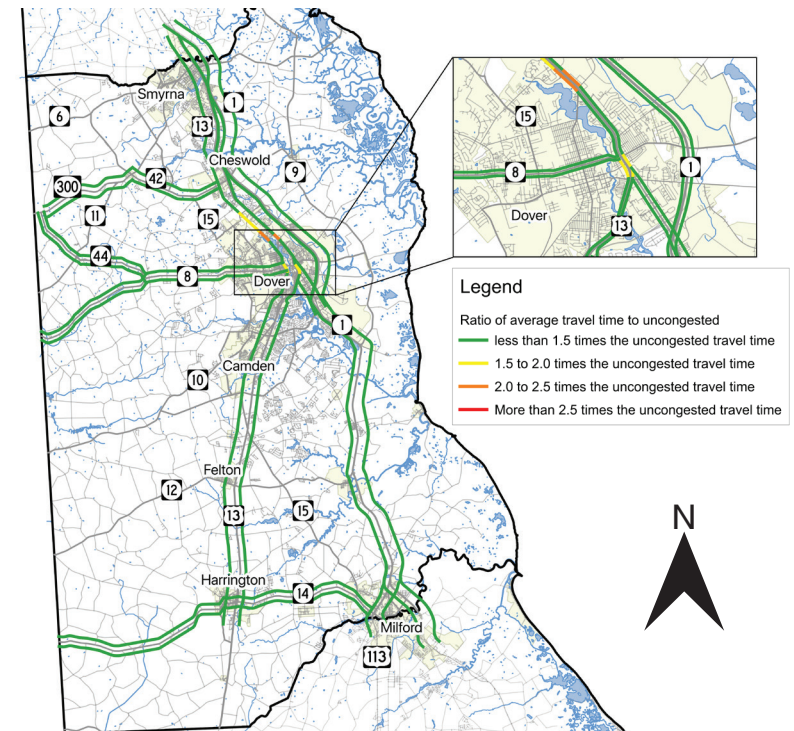 Smyrna
6
1
13
Cheswold
9
42
300
11
15
44
8
Dover
1
10
Camden
Felton
12
13
15
Harrington
14
Milford
113
15
8
1
Dover
13
Legend
Ratio of average travel time to uncongested
less than 1.5 times the uncongested travel time
1.5 to 2.0 times the uncongested travel time
2.0 to 2.5 times the uncongested travel time
More than 2.5 times the uncongested travel time
N